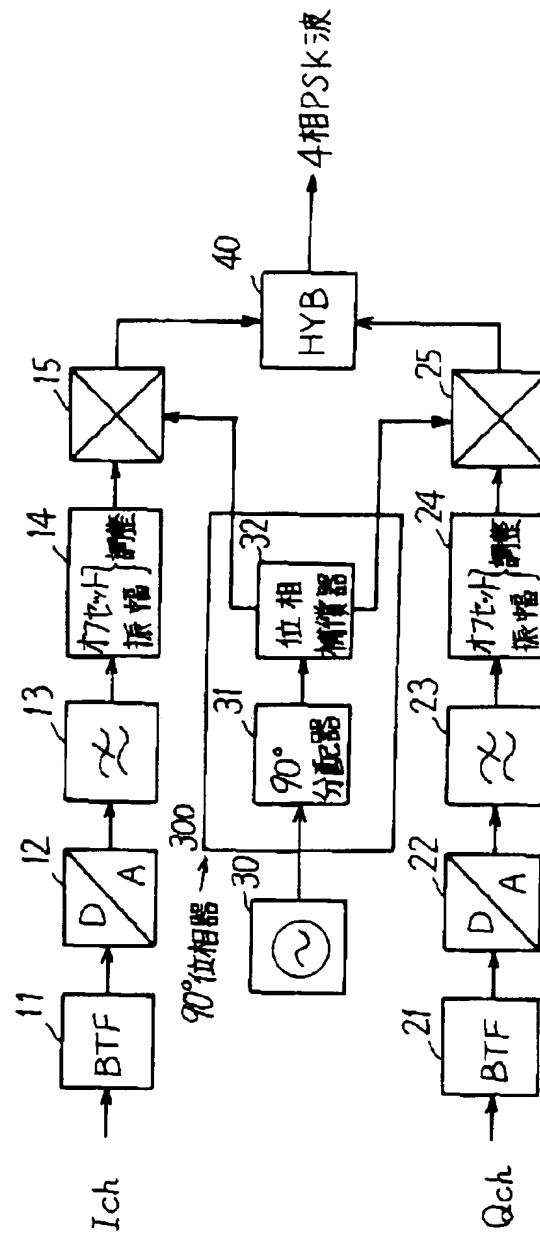 Ich
11
BTF
12
D
A
13
14
オフセット
振幅
調整
15
90°位相器
300
30
31
90°
分配器
32
位相
補償器
40
HYB
4相PSK波
Qch
21
BTF
22
D
A
23
24
オフセット
振幅
調整
25